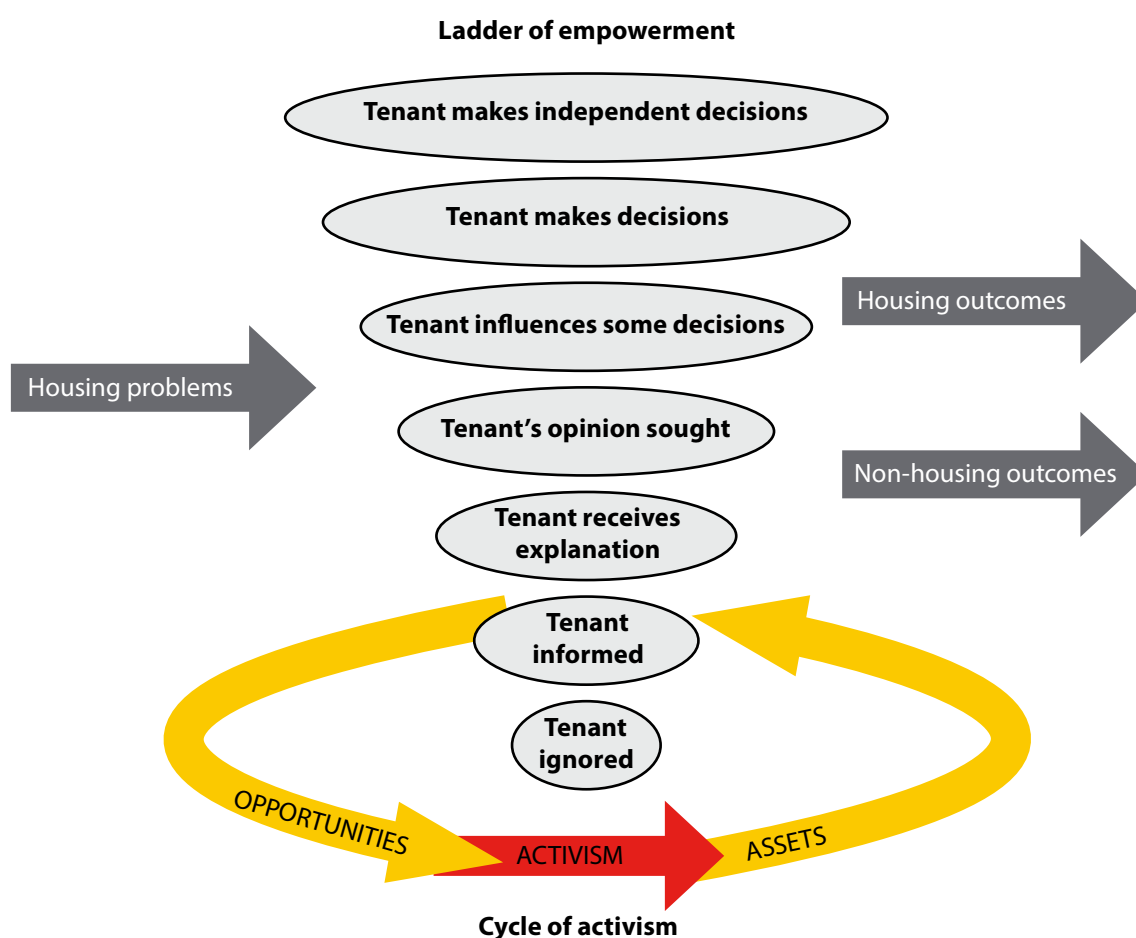 Ladder of empowerment
Tenant makes independent decisions
Tenant makes decisions
Housing outcomes
Tenant influences some decisions
Housing problems
Tenant’s opinion sought
Non-housing outcomes
Tenant receives
explanation
Tenant
informed
Tenant
ignored
OPPORTUNITIES
ACTIVISM
ASSETS
Cycle of activism